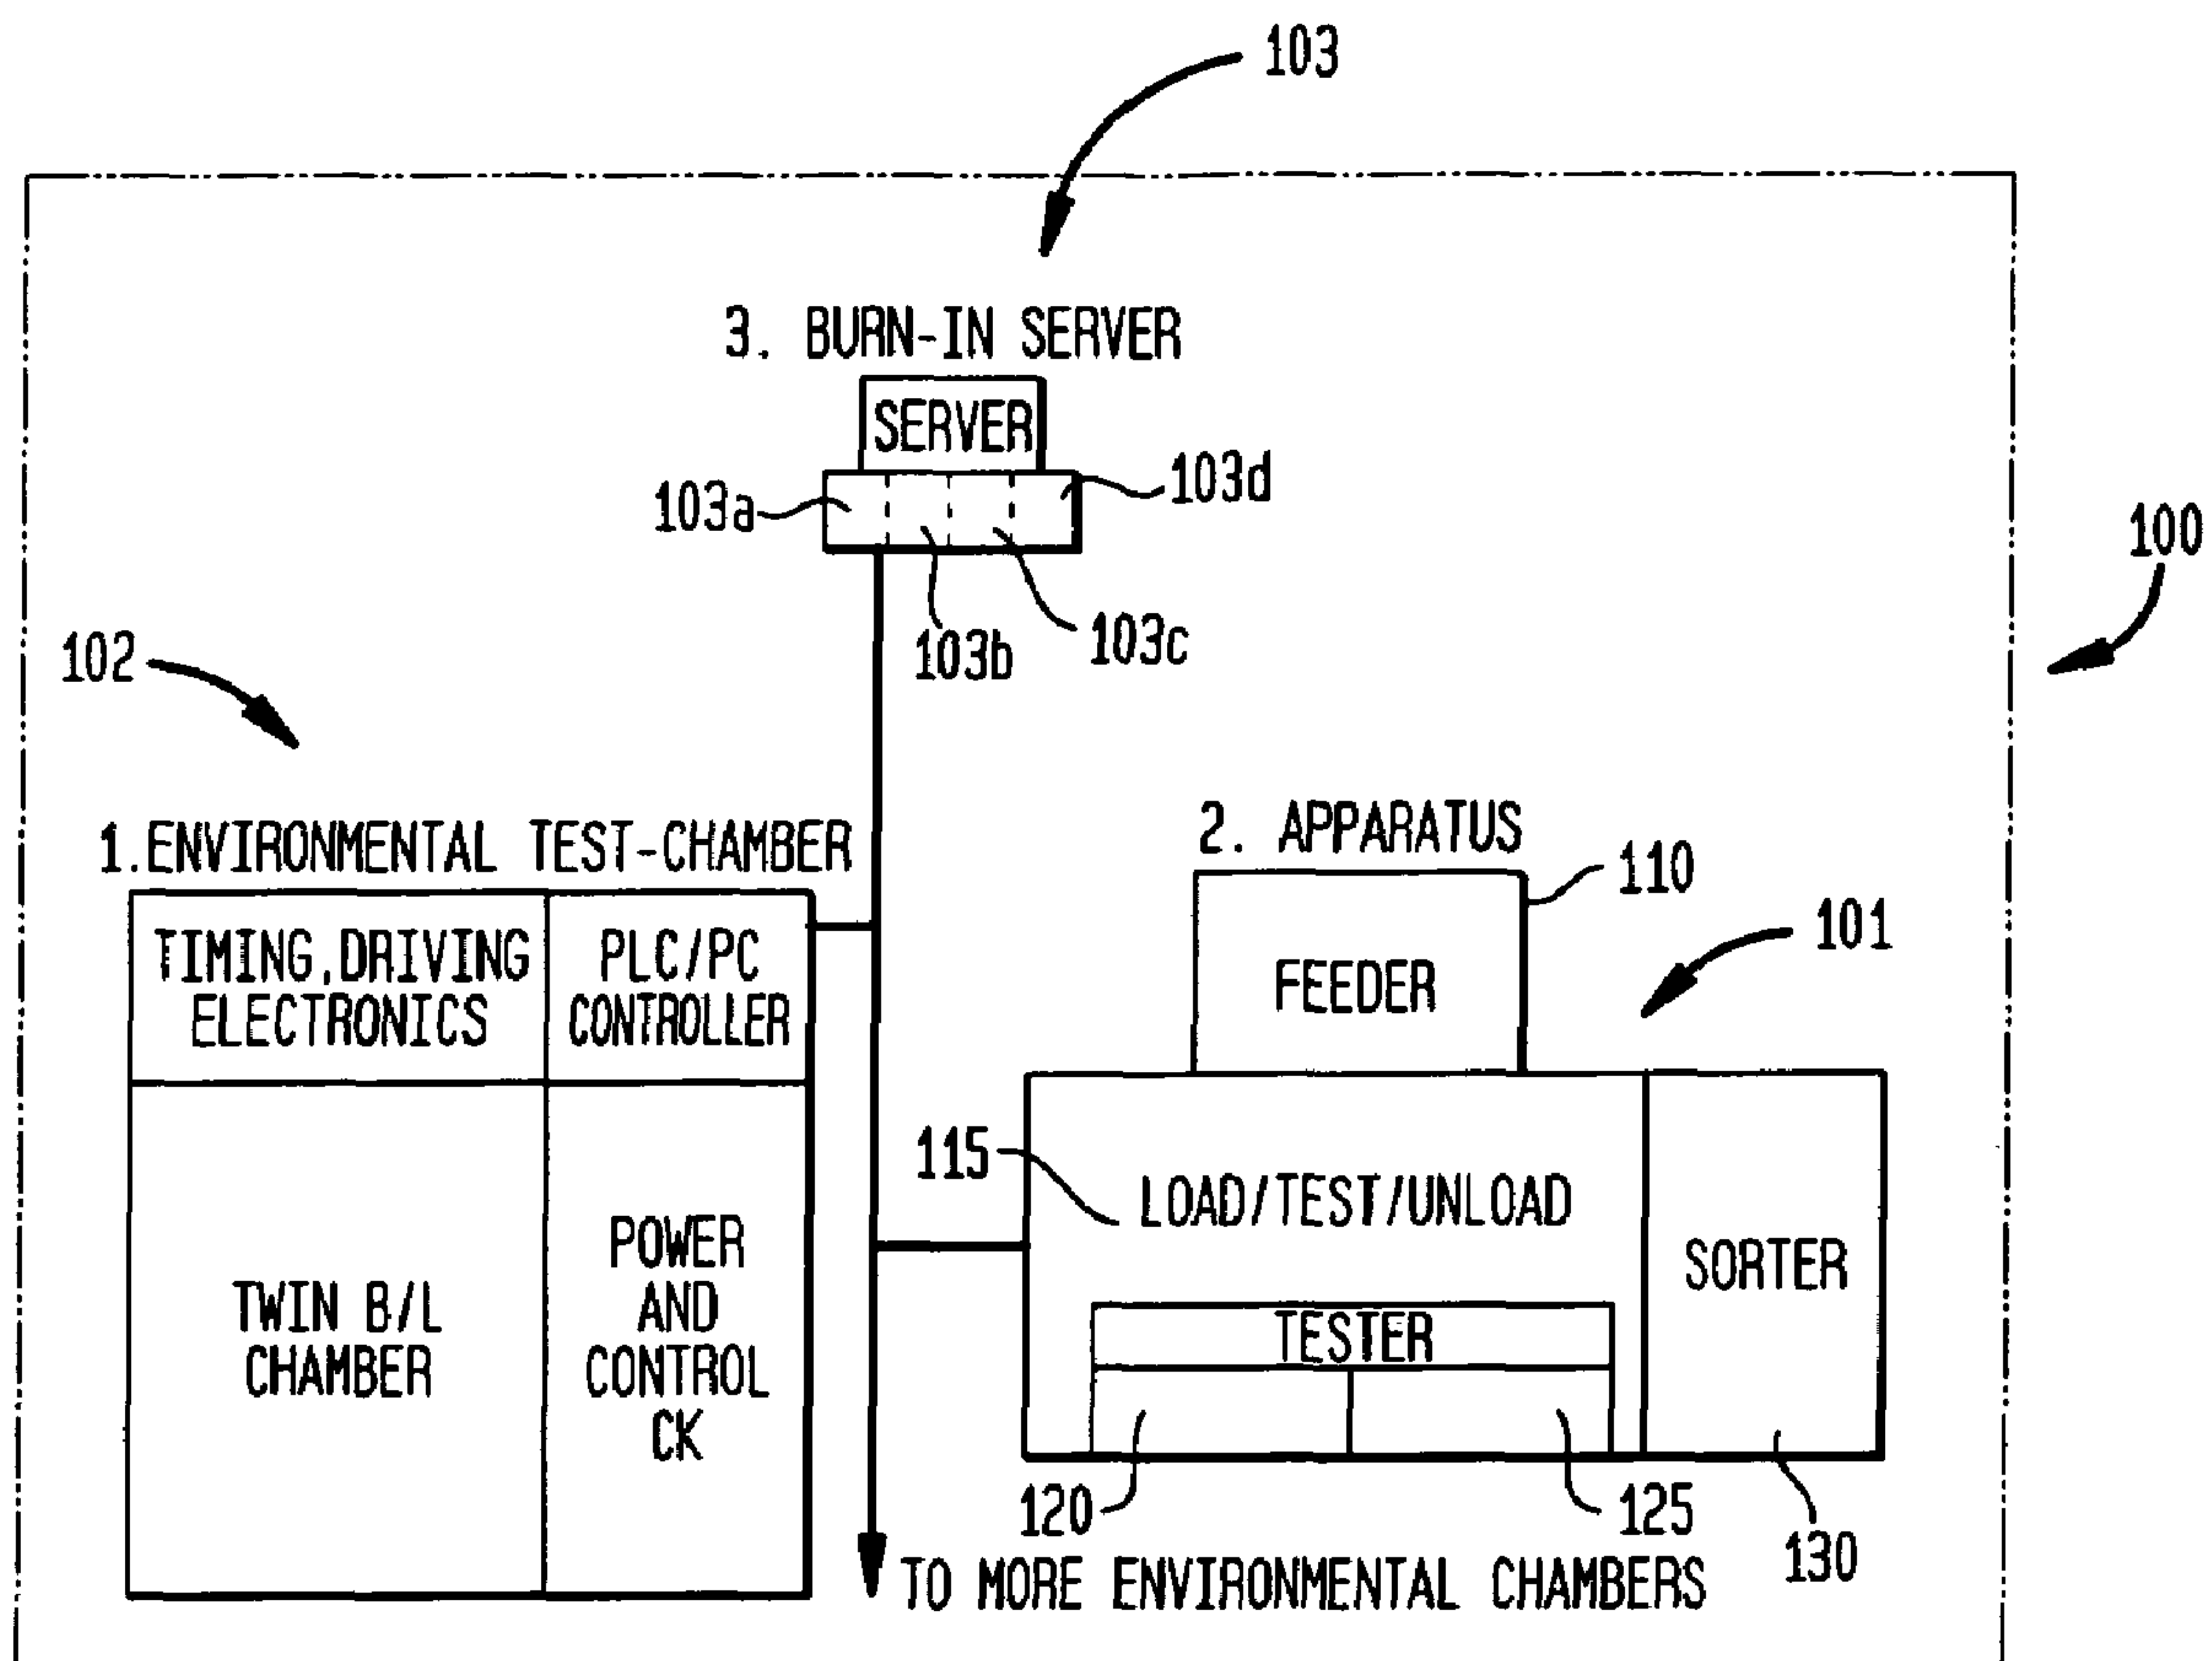 103
3. BURN-IN SERVER
SERVER
103a
103d
103b
103c
100
102
1.ENVIRONMENTAL TEST-CHAMBER
TIMING,DRIVING
ELECTRONICS
PLC/PC
CONTROLLER
TWIN B/L
CHAMBER
POWER
AND
CONTROL
CK
2. APPARATUS
110
FEEDER
101
115
LOAD/TEST/UNLOAD
TESTER
SORTER
120
125
130
TO MORE ENVIRONMENTAL CHAMBERS